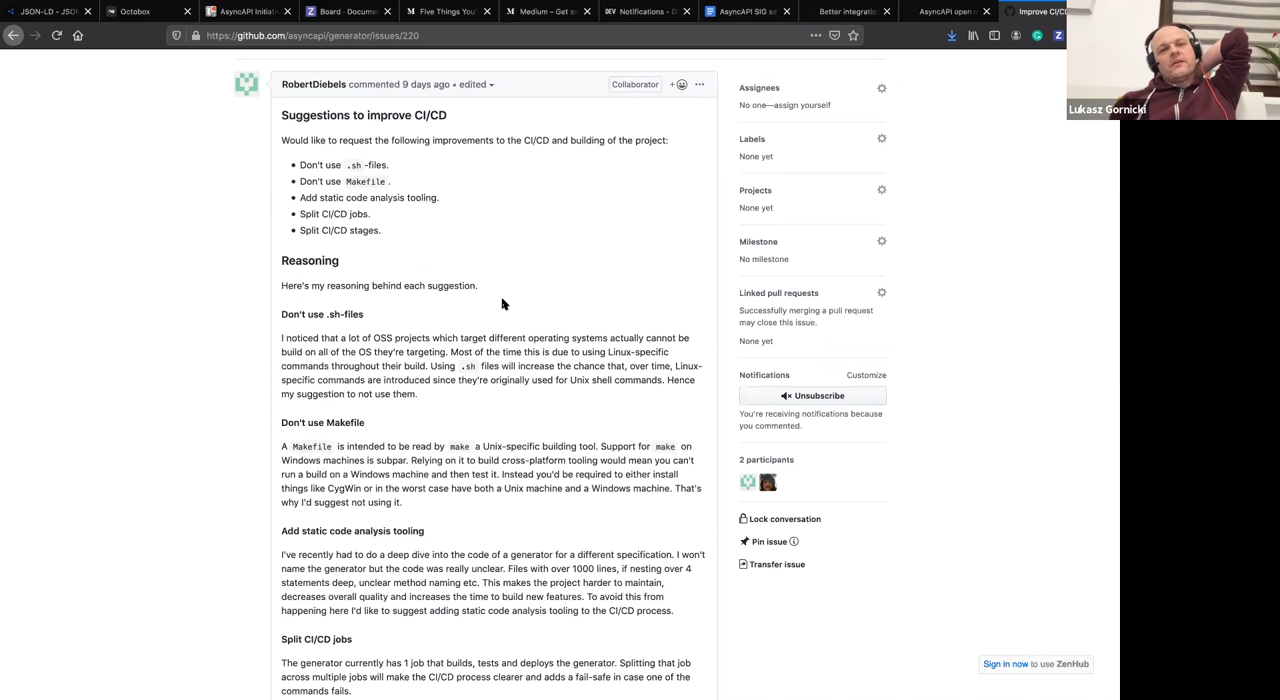 JSON-LD - 
Octobox
AsyncAPI Initiati
Board · Docume
Five Things You'
Medium – Get s
Notifications - D
AsyncAPI SIG se
Better integratio
AsyncAPI open m
Improve CI/CD
https://github.com/asyncapi/generator/issues/220
Lukasz Gornicki
RobertDiebels commented 9 days ago • edited
Collaborator
Suggestions to improve CI/CD
Would like to request the following improvements to the CI/CD and building of the project:
• Don't use .sh -files.
• Don't use Makefile .
• Add static code analysis tooling.
• Split CI/CD jobs.
• Split CI/CD stages.
Reasoning
Here's my reasoning behind each suggestion.
Don't use .sh-files
I noticed that a lot of OSS projects which target different operating systems actually cannot be
build on all of the OS they're targeting. Most of the time this is due to using Linux-specific
commands throughout their build. Using .sh files will increase the chance that, over time, Linux-
specific commands are introduced since they're originally used for Unix shell commands. Hence
my suggestion to not use them.
Don't use Makefile
A Makefile is intended to be read by make a Unix-specific building tool. Support for make on
Windows machines is subpar. Relying on it to build cross-platform tooling would mean you can't
run a build on a Windows machine and then test it. Instead you'd be required to either install
things like CygWin or in the worst case have both a Unix machine and a Windows machine. That's
why I'd suggest not using it.
Add static code analysis tooling
I've recently had to do a deep dive into the code of a generator for a different specification. I won't
name the generator but the code was really unclear. Files with over 1000 lines, if nesting over 4
statements deep, unclear method naming etc. This makes the project harder to maintain,
decreases overall quality and increases the time to build new features. To avoid this from
happening here I'd like to suggest adding static code analysis tooling to the CI/CD process.
Split CI/CD jobs
The generator currently has 1 job that builds, tests and deploys the generator. Splitting that job
across multiple jobs will make the CI/CD process clearer and adds a fail-safe in case one of the
commands fails.
Assignees
No one—assign yourself
Labels
None yet
Projects
None yet
Milestone
No milestone
Linked pull requests
Successfully merging a pull request
may close this issue.
None yet
Notifications
Customize
Unsubscribe
You're receiving notifications because
you commented.
2 participants
Lock conversation
Pin issue
Transfer issue
Sign in now to use ZenHub